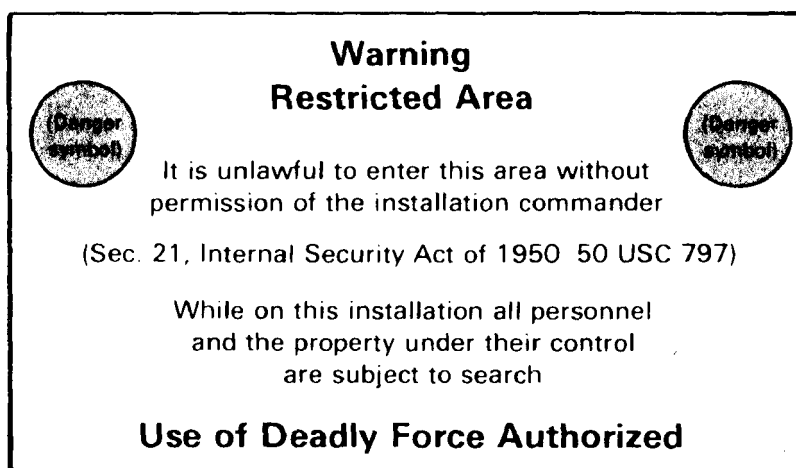 Warning
Restricted Area
(Danger
symbol)
(Danger
symbol)
It is unlawful to enter this area without
permission of the installation commander
(Sec. 21, Internal Security Act of 1950 50 USC 797)
While on this installation all personnel
and the property under their control
are subject to search
Use of Deadly Force Authorized